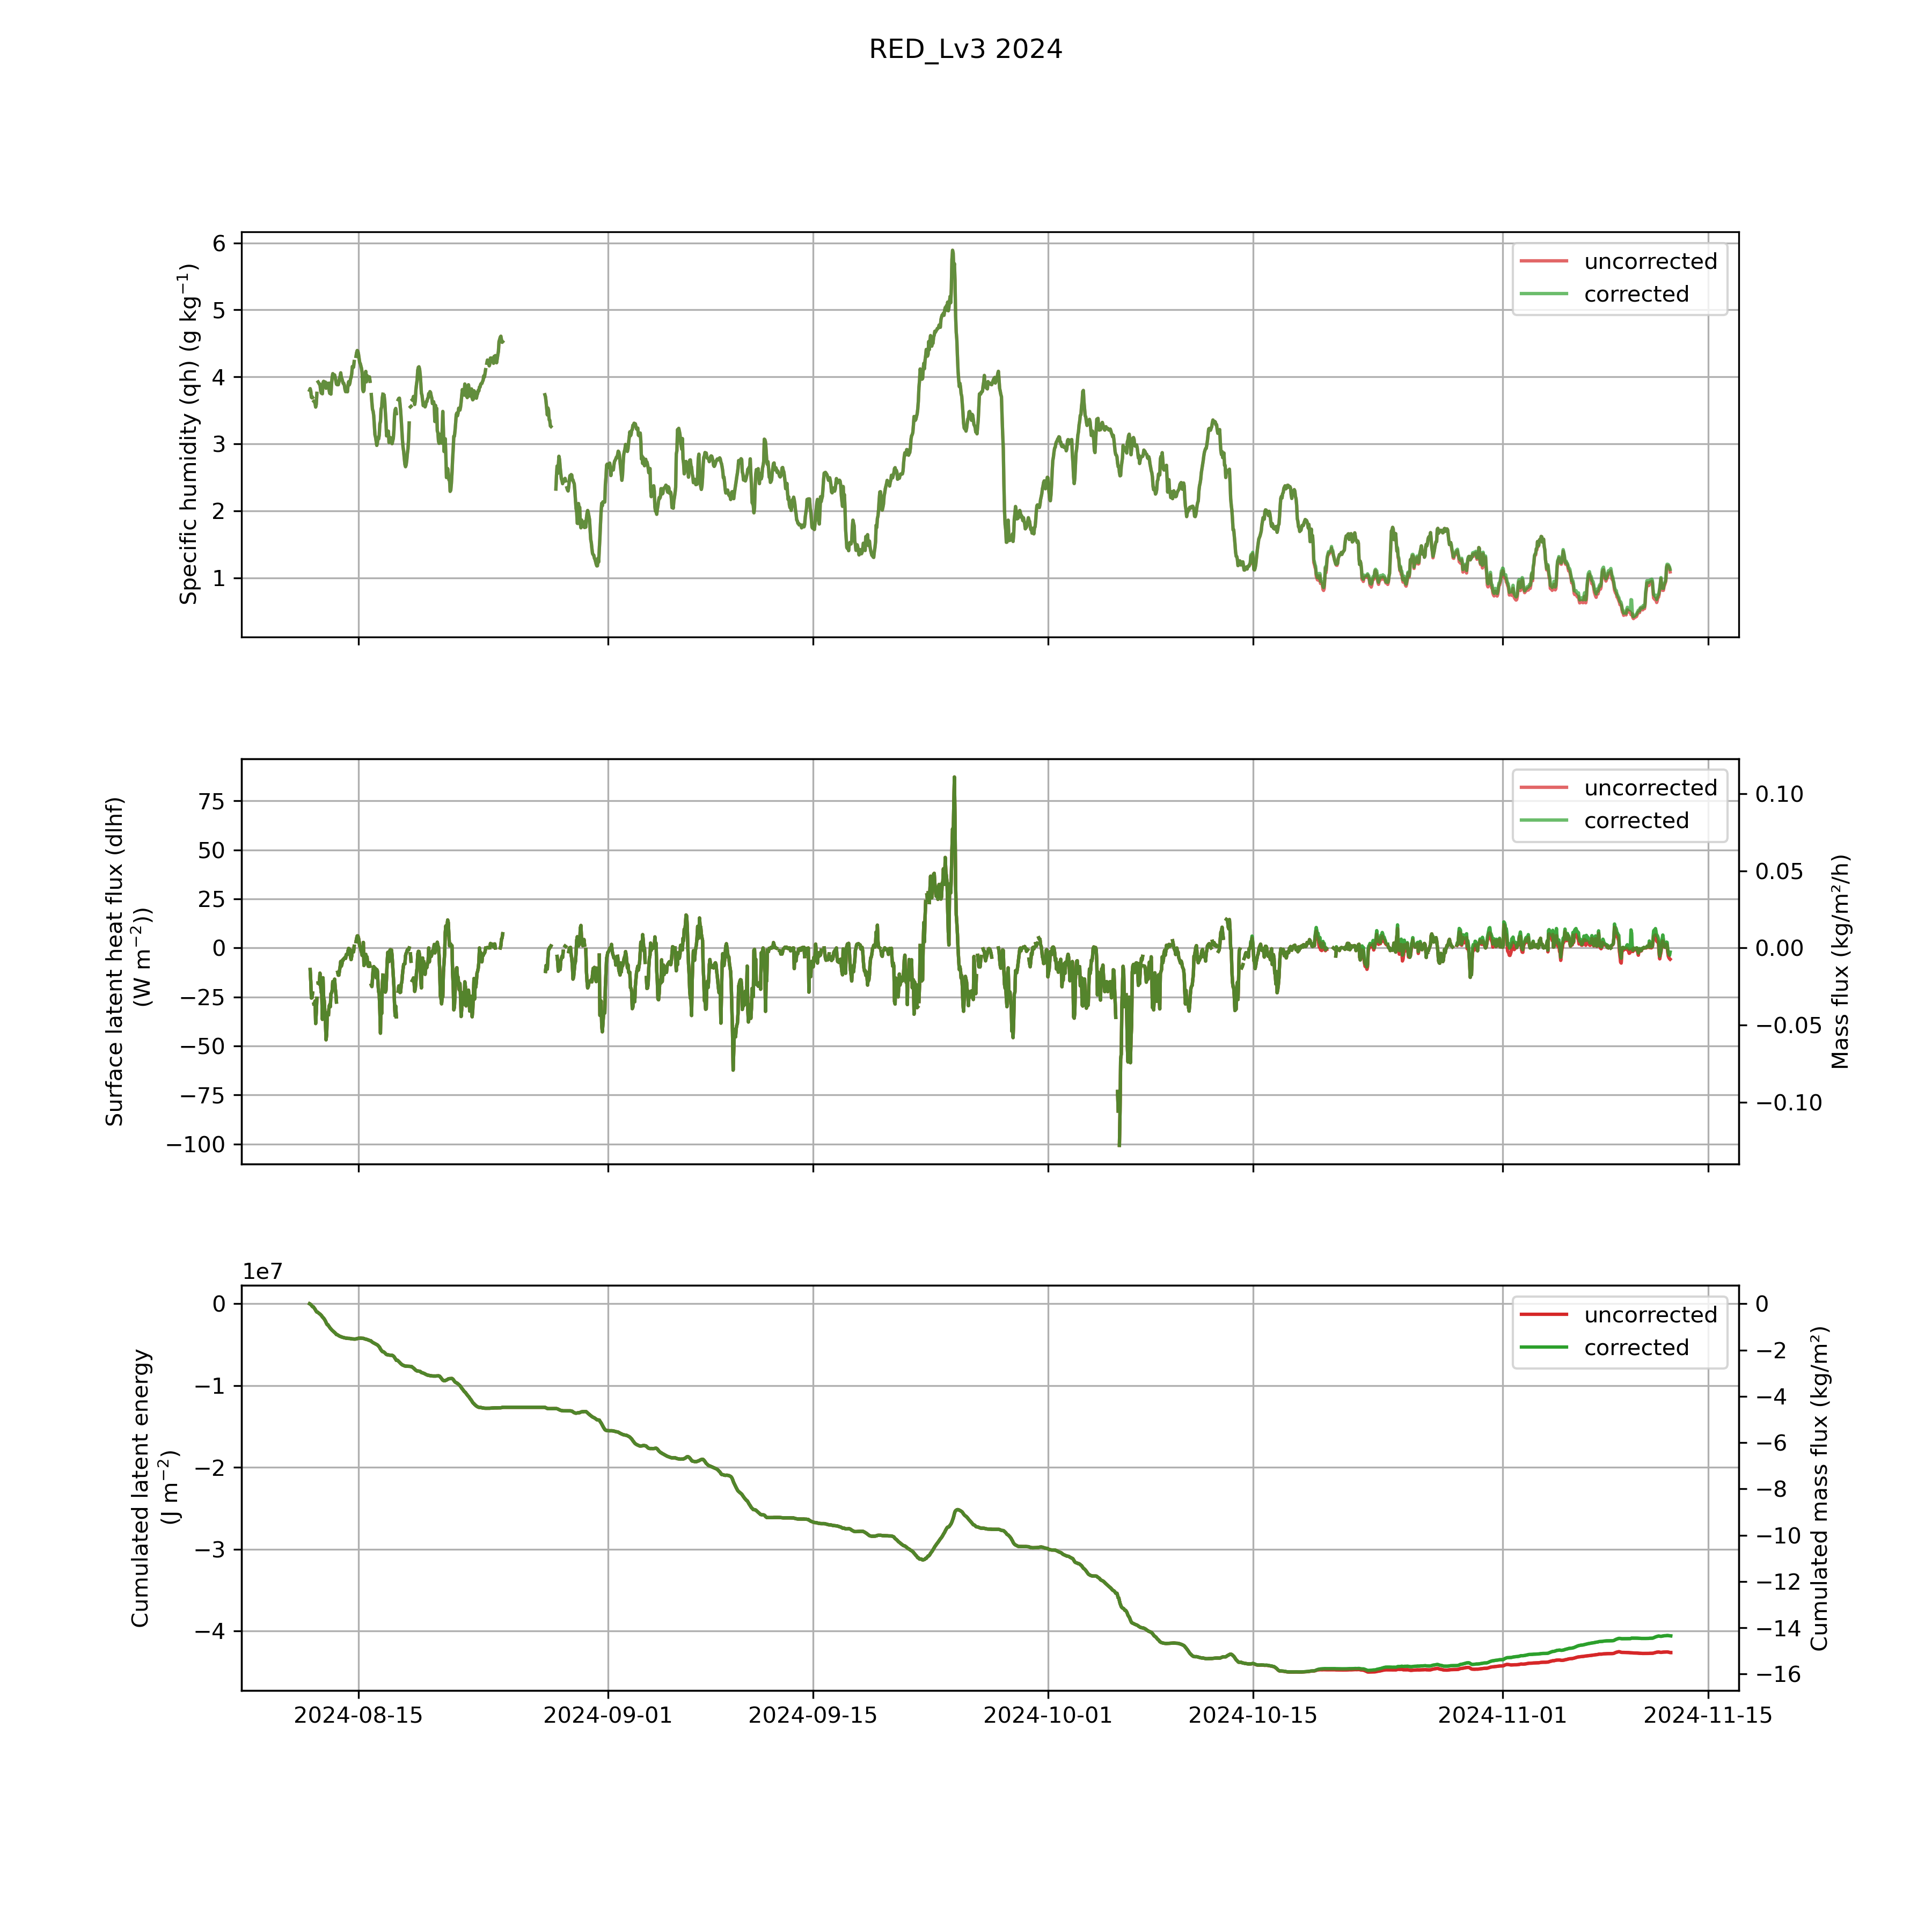 RED_Lv3 2024
Specific humidity (qh) (g kg⁻¹)
6
5
4
3
2
1
uncorrected
corrected
Surface latent heat flux (dlhf)
(W m⁻²))
75
50
25
0
−25
−50
−75
−100
uncorrected
corrected
0.10
0.05
0.00
−0.05
−0.10
Mass flux (kg/m²/h)
1e7
Cumulated latent energy
(J m⁻²)
0
−1
−2
−3
−4
uncorrected
corrected
0
−2
−4
−6
−8
−10
−12
−14
−16
Cumulated mass flux (kg/m²)
2024-08-15 2024-09-01 2024-09-15 2024-10-01 2024-10-15 2024-11-01 2024-11-15